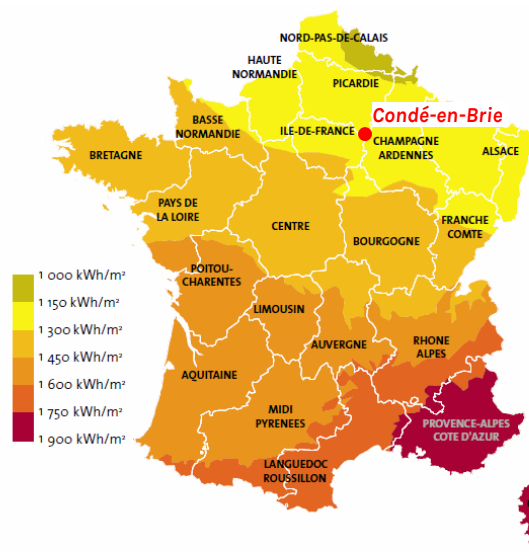 NORD-PAS-DE-CALAIS
HAUTE
NORMANDIE
PICARDIE
Condé-en-Brie
BASSE
NORMANDIE
ILE-DE-FRANCE
CHAMPAGNE
ARDENNES
ALSACE
BRETAGNE
PAYS DE
LA LOIRE
CENTRE
FRANCHE
COMTE
BOURGOGNE
POITOU-
CHARENTES
LIMOUSIN
AUVERGNE
RHONE
ALPES
AQUITAINE
MIDI
PYRENEES
PROVENCE-ALPES
COTE D'AZUR
LANGUEDOC
ROUSSILLON
1 000 kWh/m²
1 150 kWh/m²
1 300 kWh/m²
1 450 kWh/m²
1 600 kWh/m²
1 750 kWh/m²
1 900 kWh/m²